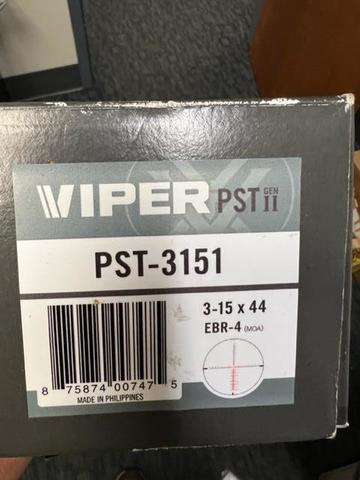 VIPER PST GEN II
PST-3151
3-15 x 44
EBR-4 (MOA)
8 75874 00747 5
MADE IN PHILIPPINES